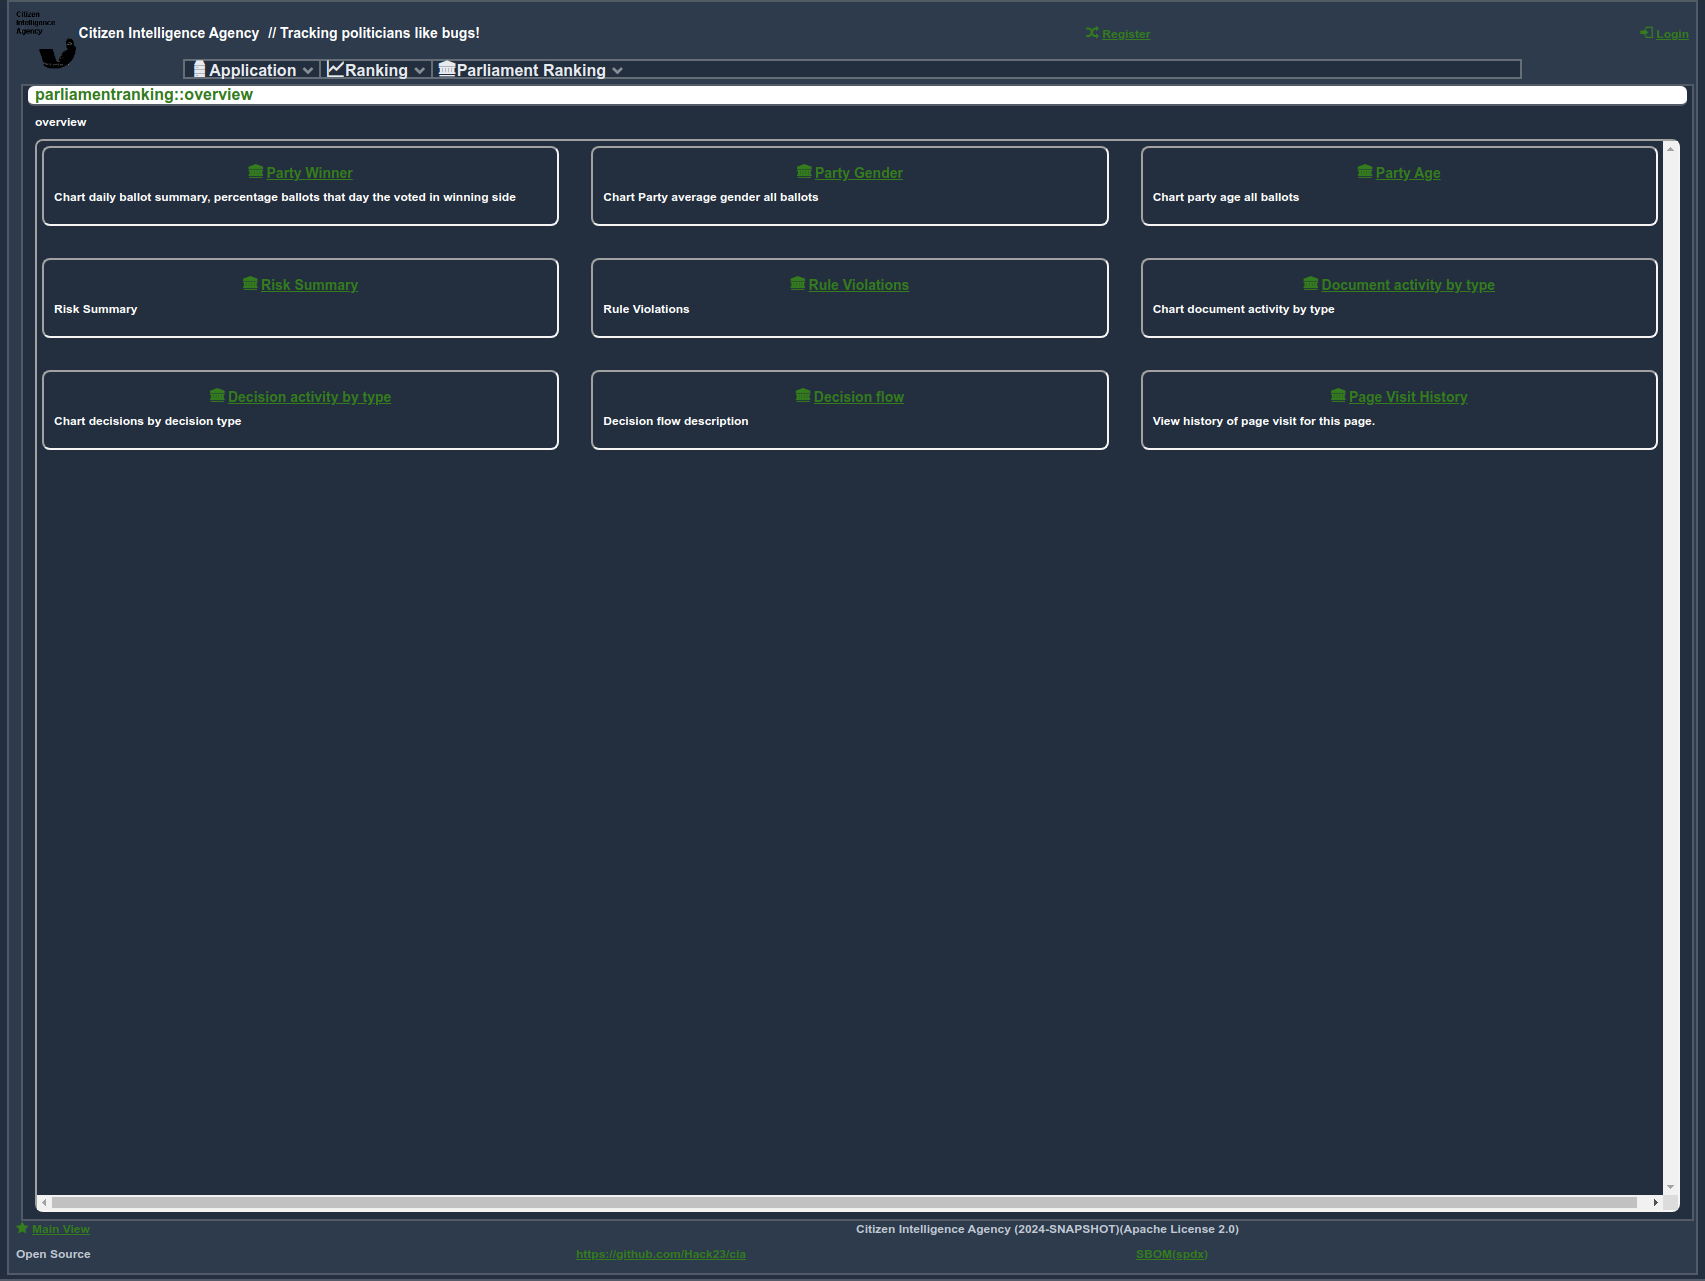 Citizen
Intelligence
Agency
Citizen Intelligence Agency // Tracking politicians like bugs!
Register
Login
Application
Ranking
Parliament Ranking
parliamentranking::overview
overview
Party Winner
Chart daily ballot summary, percentage ballots that day the voted in winning side
Party Gender
Chart Party average gender all ballots
Party Age
Chart party age all ballots
Risk Summary
Risk Summary
Rule Violations
Rule Violations
Document activity by type
Chart document activity by type
Decision activity by type
Chart decisions by decision type
Decision flow
Decision flow description
Page Visit History
View history of page visit for this page.
Main View
Citizen Intelligence Agency (2024-SNAPSHOT)(Apache License 2.0)
Open Source
https://github.com/Hack23/cia
SBOM(spdx)